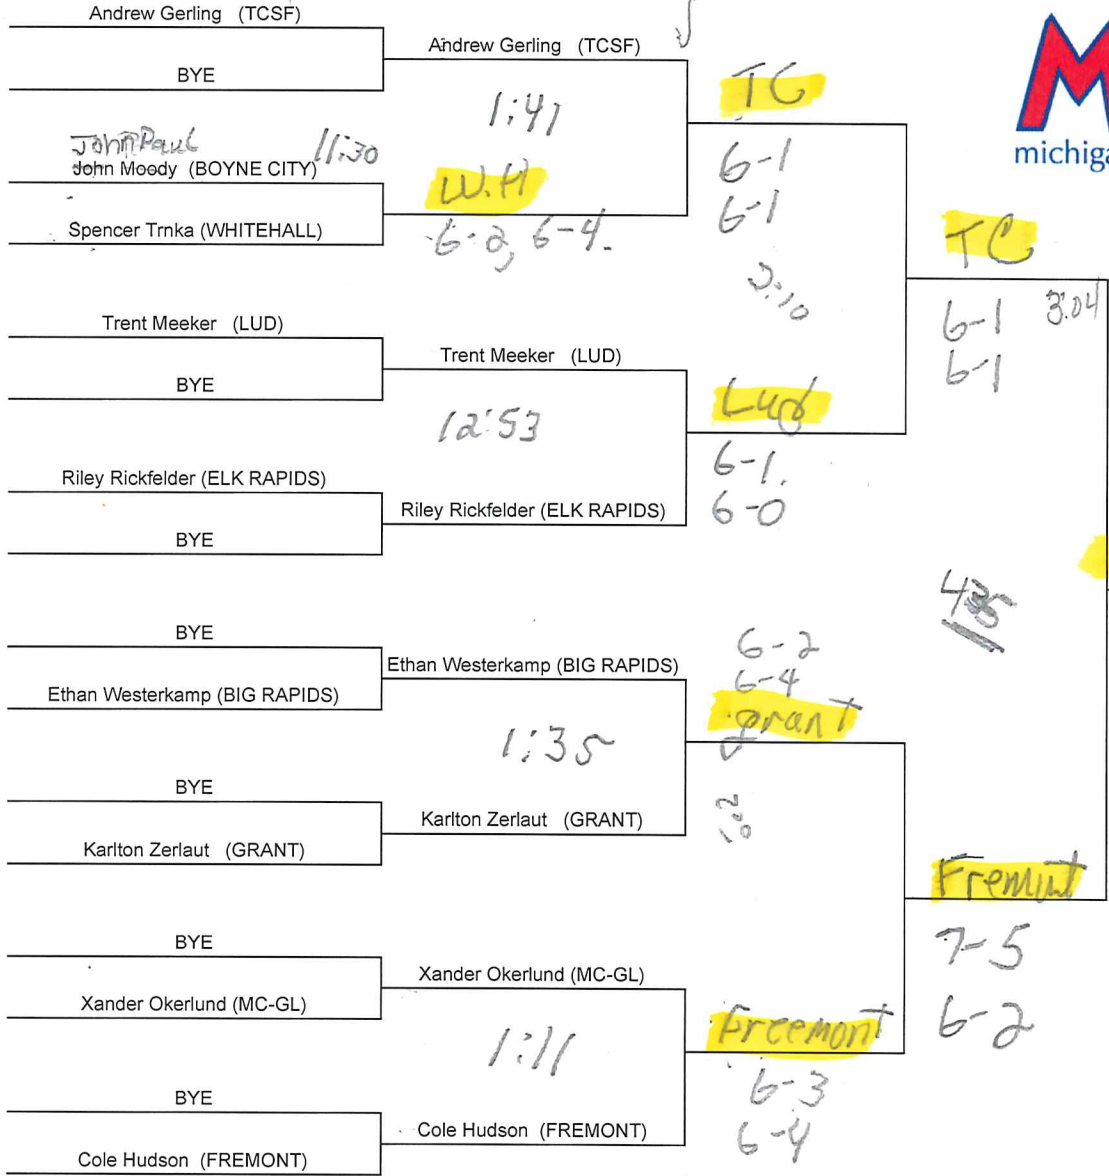 Andrew Gerling (TCSF)
BYE
John Paul 11:30
John Moody (BOYNE CITY)
Spencer Trnka (WHITEHALL)
Trent Meeker (LUD)
BYE
Riley Rickfelder (ELK RAPIDS)
BYE
BYE
Ethan Westerkamp (BIG RAPIDS)
BYE
Karlton Zerlaut (GRANT)
BYE
Xander Okerlund (MC-GL)
BYE
Cole Hudson (FREMONT)
Andrew Gerling (TCSF)
1:41
W.H
6-2, 6-4.
Trent Meeker (LUD)
12:53
Riley Rickfelder (ELK RAPIDS)
Ethan Westerkamp (BIG RAPIDS)
1:35
Karlton Zerlaut (GRANT)
Xander Okerlund (MC-GL)
1:11
Cole Hudson (FREMONT)
TC
6-1
6-1
2:10
Lud
6-1.
6-0
6-2
6-4
grant
Freemont
6-3
6-4
M
michiga
TC
6-1 3:04
6-1
Fremunt
7-5
6-2